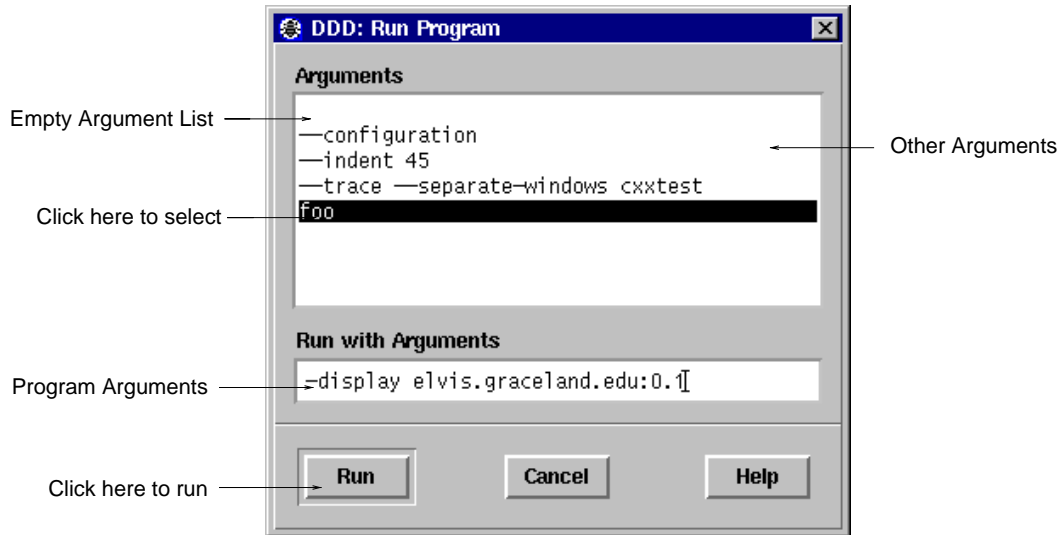 DDD: Run Program
Arguments
Empty Argument List
--configuration
--indent 45
Other Arguments
--trace --separate-windows cxxtest
Click here to select
foo
Run with Arguments
Program Arguments
-display elvis.graceland.edu:0.1
Run
Cancel
Help
Click here to run